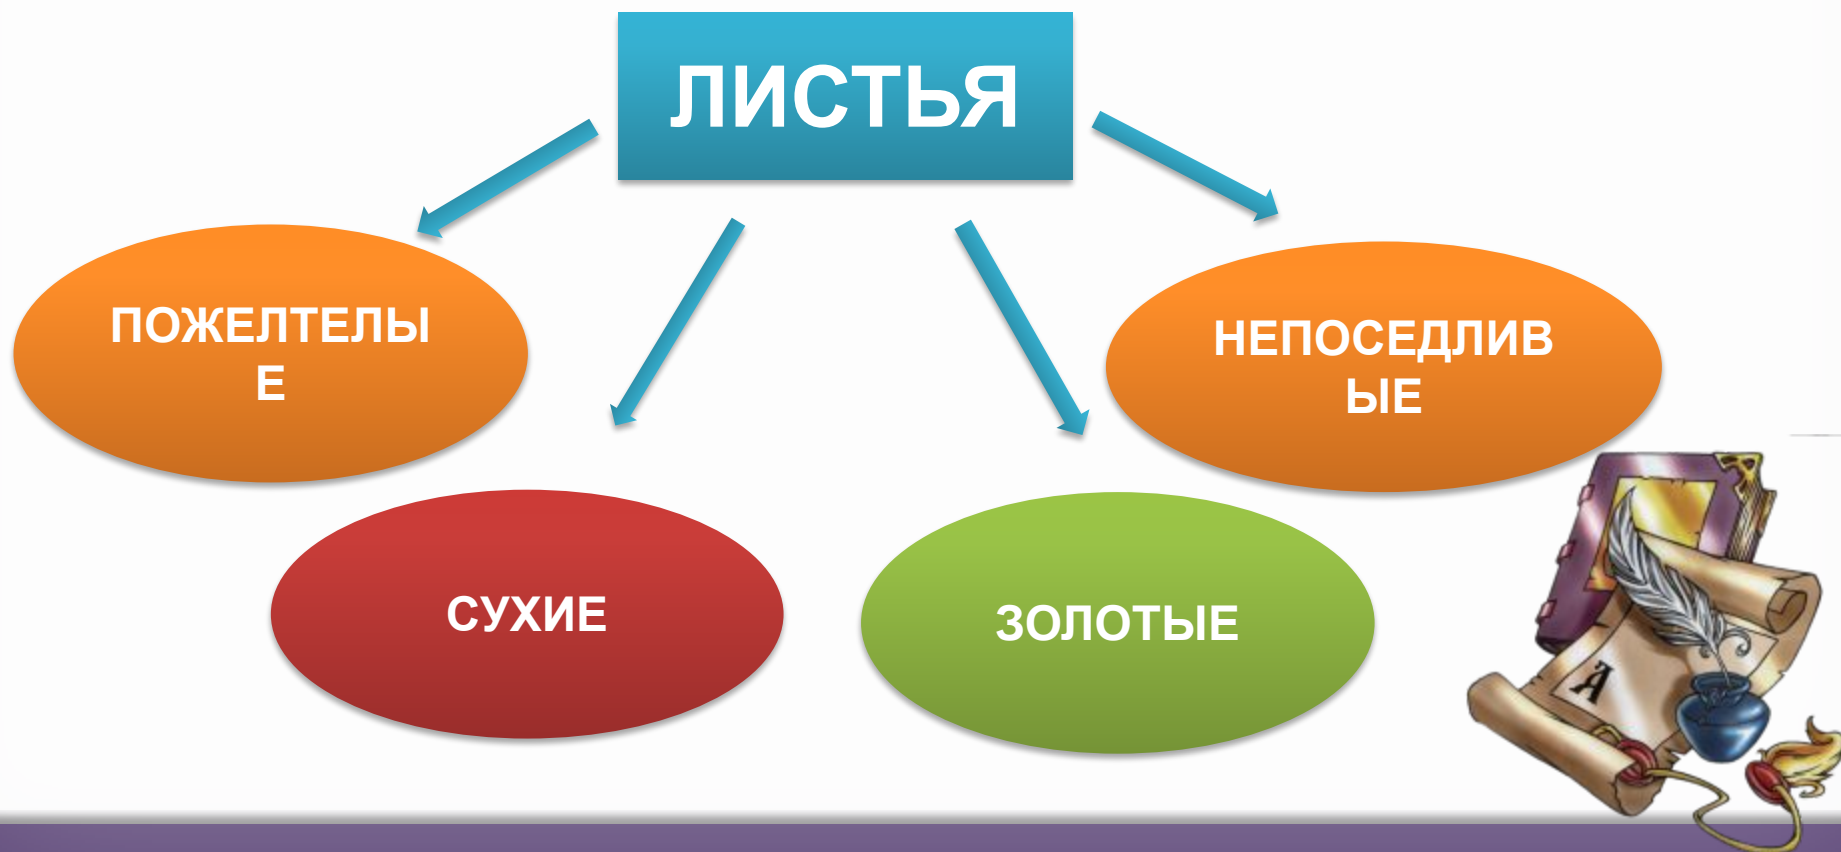 ЛИСТЬЯ
ПОЖЕЛТЕЛЫ
Е
НЕПОСЕДЛИВ
ЫЕ
СУХИЕ
ЗОЛОТЫЕ
А